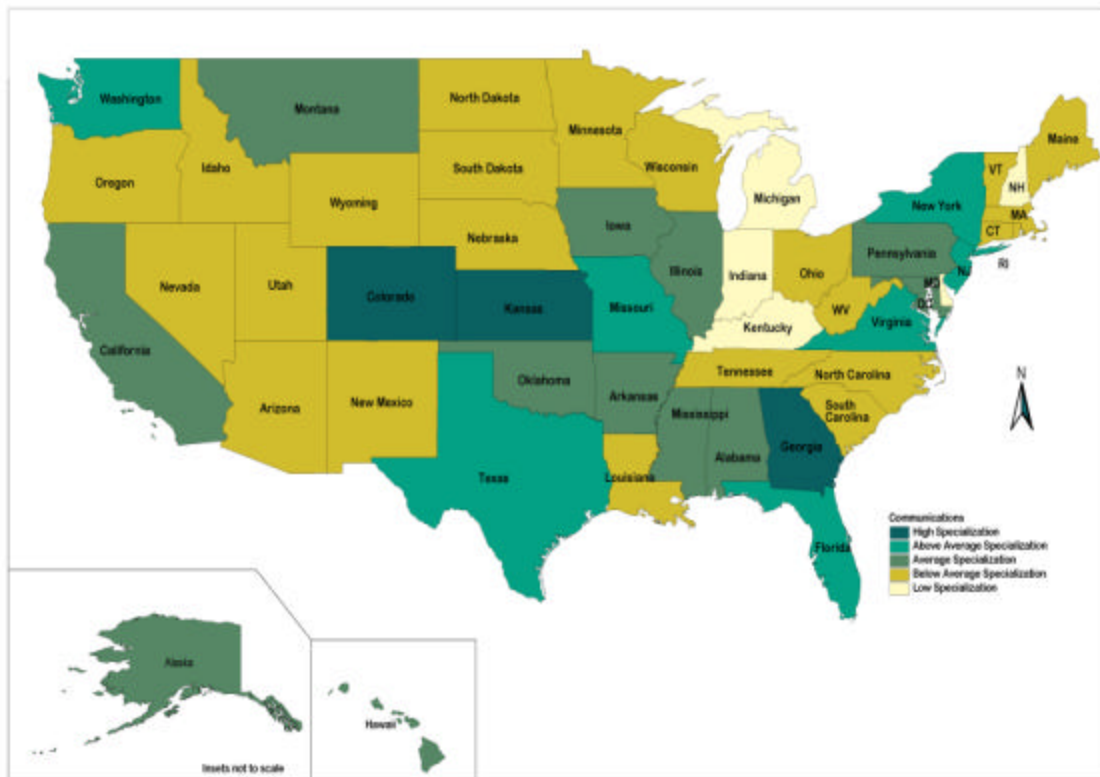 Washington
Montana
North Dakota
Minnesota
Maine
VT
NH
Oregon
Idaho
South Dakota
Wisconsin
Wyoming
Michigan
New York
MA
CT
RI
Nebraska
Iowa
Pennsylvania
NJ
Nevada
Utah
Colorado
Kansas
Missouri
Illinois
Indiana
Ohio
WV
MD
Virginia
Kentucky
California
Arizona
New Mexico
Oklahoma
Arkansas
Tennessee
North Carolina
South
Carolina
Mississippi
Alabama
Georgia
Texas
Louisiana
Florida
N
Communications
High Specialization
Above Average Specialization
Average Specialization
Below Average Specialization
Low Specialization
Alaska
Hawaii
Insets not to scale